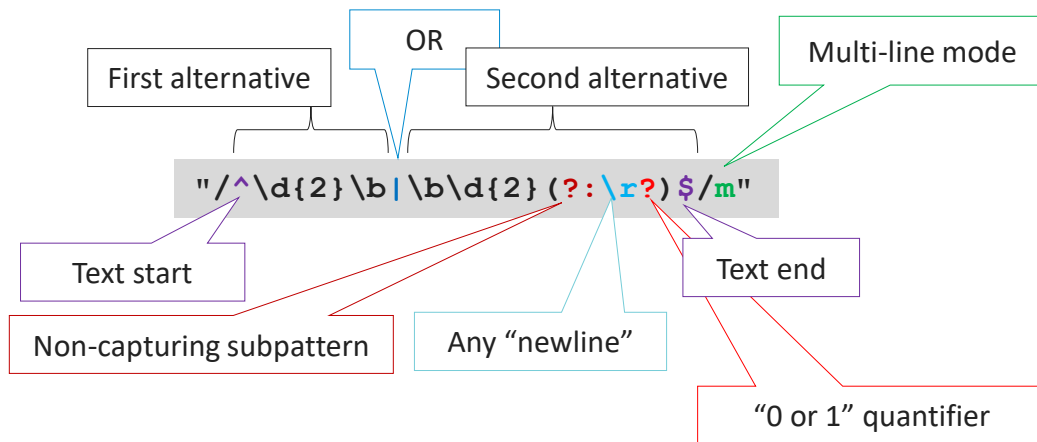 OR
Multi-line mode
First alternative
Second alternative
"/^\d{2}\b|\b\d{2}(?:\r?)$/m"
Text start
Text end
Non-capturing subpattern
Any “newline”
“0 or 1” quantifier